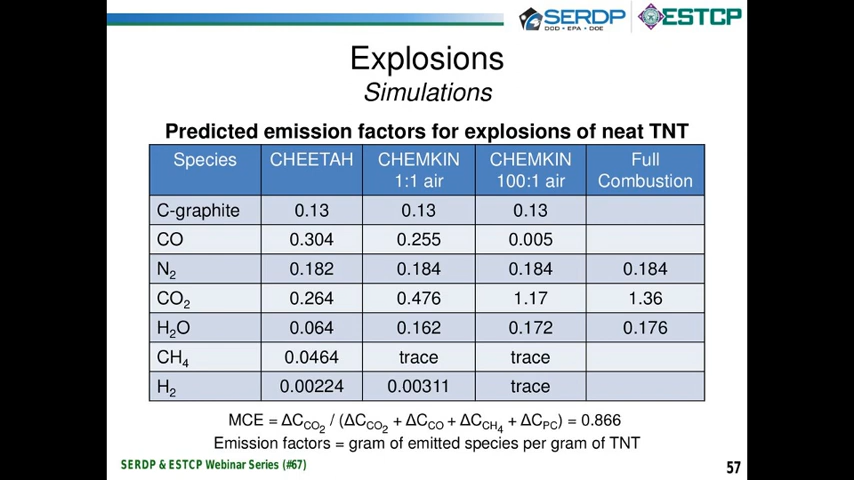 SERDP
DOD • EPA • DOE
ESTCP
Explosions
Simulations
Predicted emission factors for explosions of neat TNT
Species CHEETAH CHEMKIN 1:1 air CHEMKIN 100:1 air Full Combustion
C-graphite 0.13 0.13 0.13
CO 0.304 0.255 0.005
N₂ 0.182 0.184 0.184 0.184
CO₂ 0.264 0.476 1.17 1.36
H₂O 0.064 0.162 0.172 0.176
CH₄ 0.0464 trace trace
H₂ 0.00224 0.00311 trace
MCE = ΔC_CO₂ / (ΔC_CO₂ + ΔC_CO + ΔC_CH₄ + ΔC_PC) = 0.866
Emission factors = gram of emitted species per gram of TNT
SERDP & ESTCP Webinar Series (#67)
57